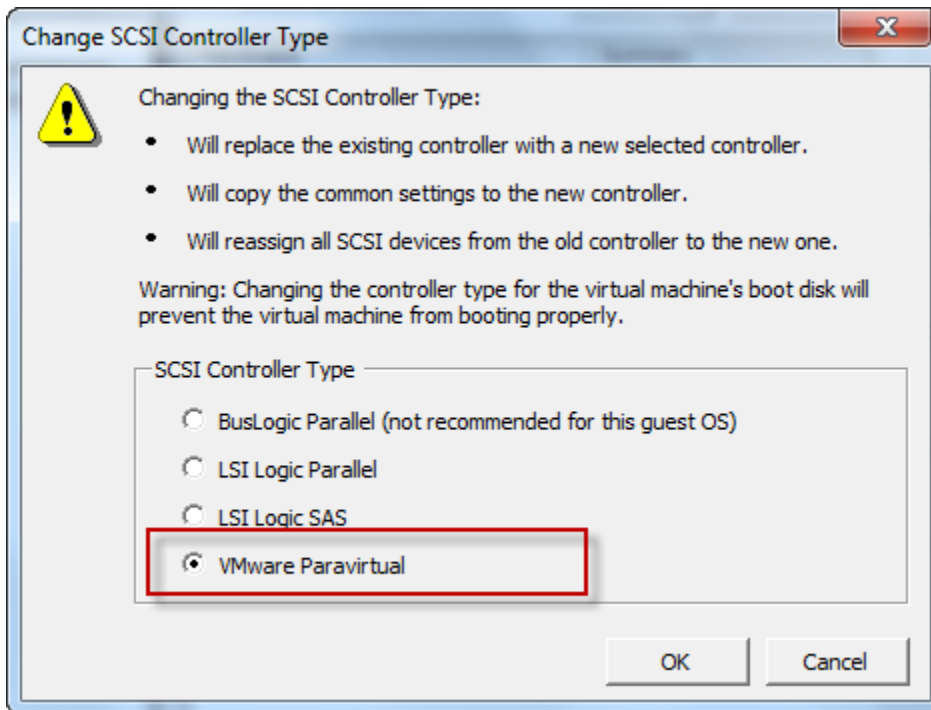 Change SCSI Controller Type
Changing the SCSI Controller Type:
• Will replace the existing controller with a new selected controller.
• Will copy the common settings to the new controller.
• Will reassign all SCSI devices from the old controller to the new one.
Warning: Changing the controller type for the virtual machine's boot disk will
prevent the virtual machine from booting properly.
SCSI Controller Type
BusLogic Parallel (not recommended for this guest OS)
LSI Logic Parallel
LSI Logic SAS
VMware Paravirtual
OK
Cancel